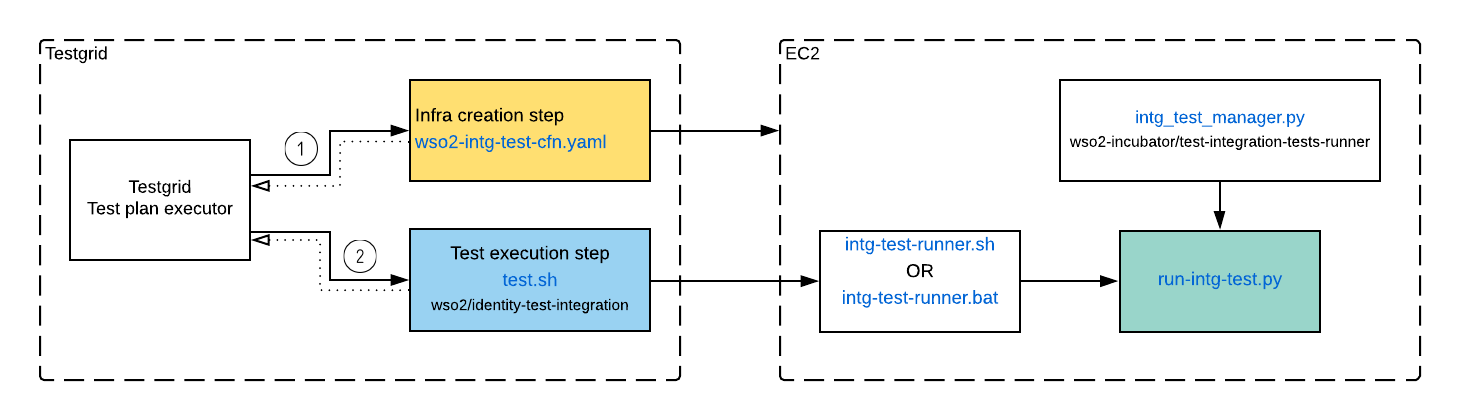 Testgrid
Testgrid
Test plan executor
1
Infra creation step
wso2-intg-test-cfn.yaml
2
Test execution step
test.sh
wso2/identity-test-integration
EC2
intg_test_manager.py
wso2-incubator/test-integration-tests-runner
intg-test-runner.sh
OR
intg-test-runner.bat
run-intg-test.py